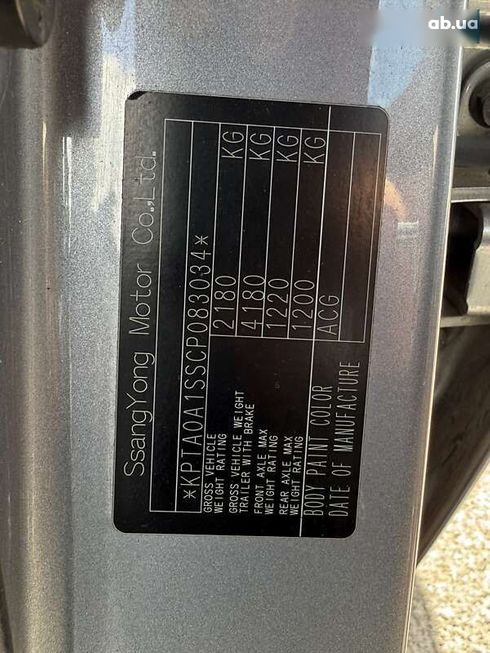 ab.ua
SsangYong Motor Co.,Ltd.
*KPTA0A1SSCP083034*
GROSS VEHICLE WEIGHT RATING 2180 KG
GROSS VEHICLE WEIGHT TRAILER WITH BRAKE 4180 KG
FRONT AXLE MAX WEIGHT RATING 1220 KG
REAR AXLE MAX WEIGHT RATING 1200 KG
BODY PAINT COLOR ACG
DATE OF MANUFACTURE